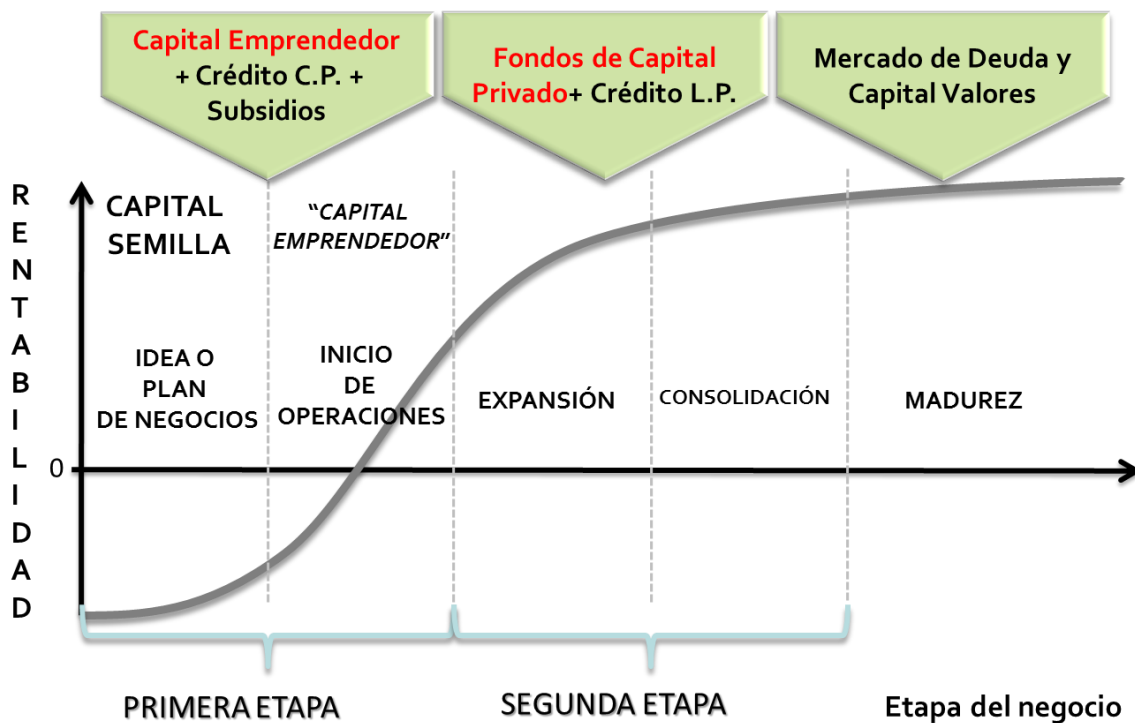 Capital Emprendedor
+ Crédito C.P. +
Subsidios
Fondos de Capital
Privado+ Crédito L.P.
Mercado de Deuda y
Capital Valores
RENTABILIDAD
CAPITAL
SEMILLA
“CAPITAL
EMPRENDEDOR”
IDEA O
PLAN
DE NEGOCIOS
INICIO
DE
OPERACIONES
EXPANSIÓN
CONSOLIDACIÓN
MADUREZ
0
PRIMERA ETAPA
SEGUNDA ETAPA
Etapa del negocio